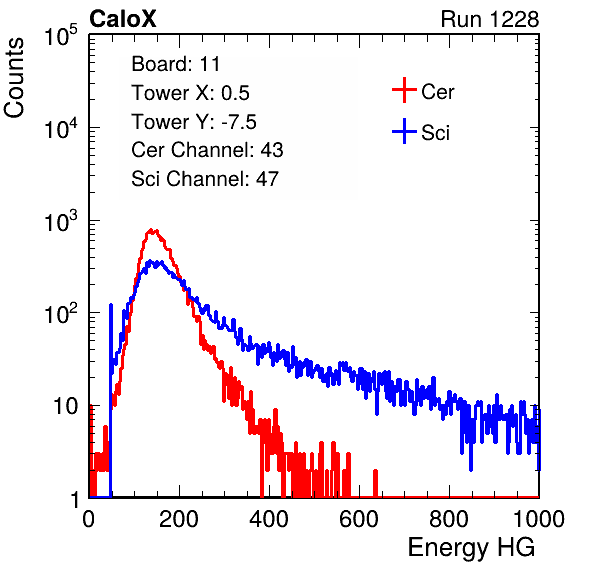 CaloX Run 1228
Counts
10^5
10^4
10^3
10^2
10
1
Board: 11
Tower X: 0.5
Tower Y: -7.5
Cer Channel: 43
Sci Channel: 47
Cer
Sci
0 200 400 600 800 1000
Energy HG